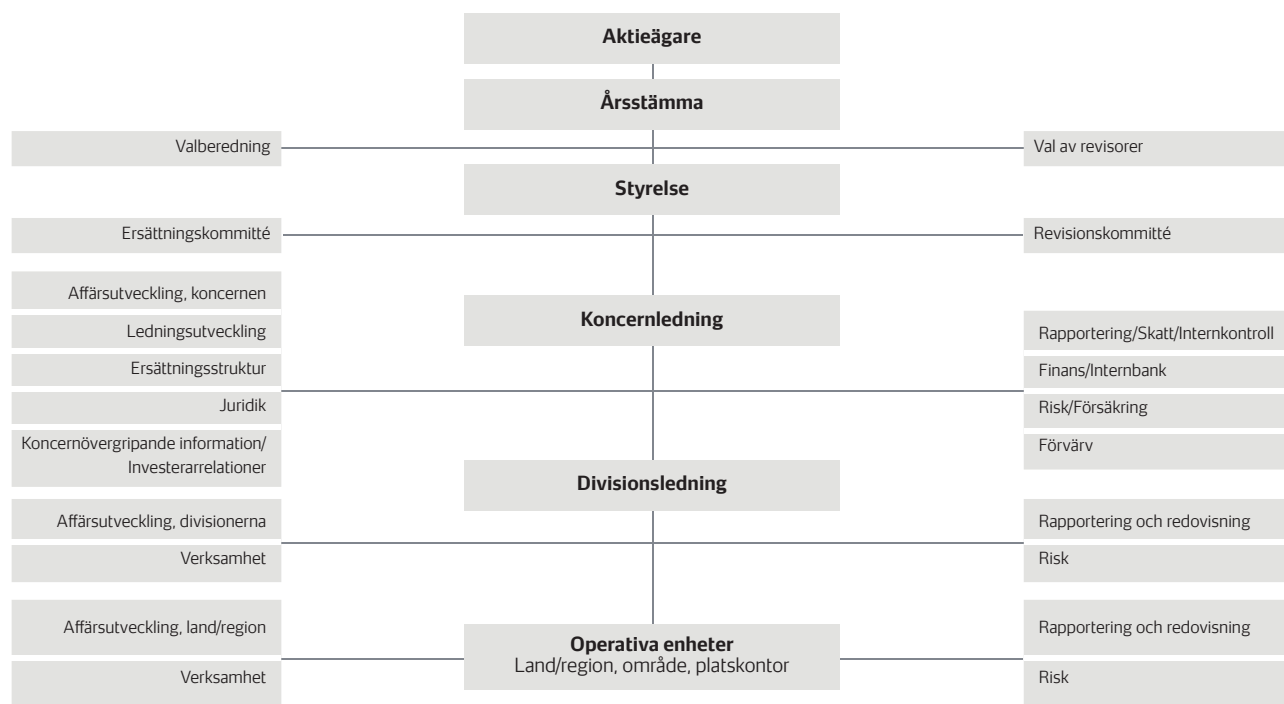 Aktieägare
Årsstämma
Valberedning
Val av revisorer
Styrelse
Ersättningskommitté
Revisionskommitté
Affärsutveckling, koncernen
Koncernledning
Ledningsutveckling
Rapportering/Skatt/Internkontroll
Ersättningsstruktur
Finans/Internbank
Juridik
Risk/Försäkring
Koncernövergripande information/
Investerarrelationer
Förvärv
Divisionsledning
Affärsutveckling, divisionerna
Rapportering och redovisning
Verksamhet
Risk
Affärsutveckling, land/region
Rapportering och redovisning
Operativa enheter
Land/region, område, platskontor
Verksamhet
Risk